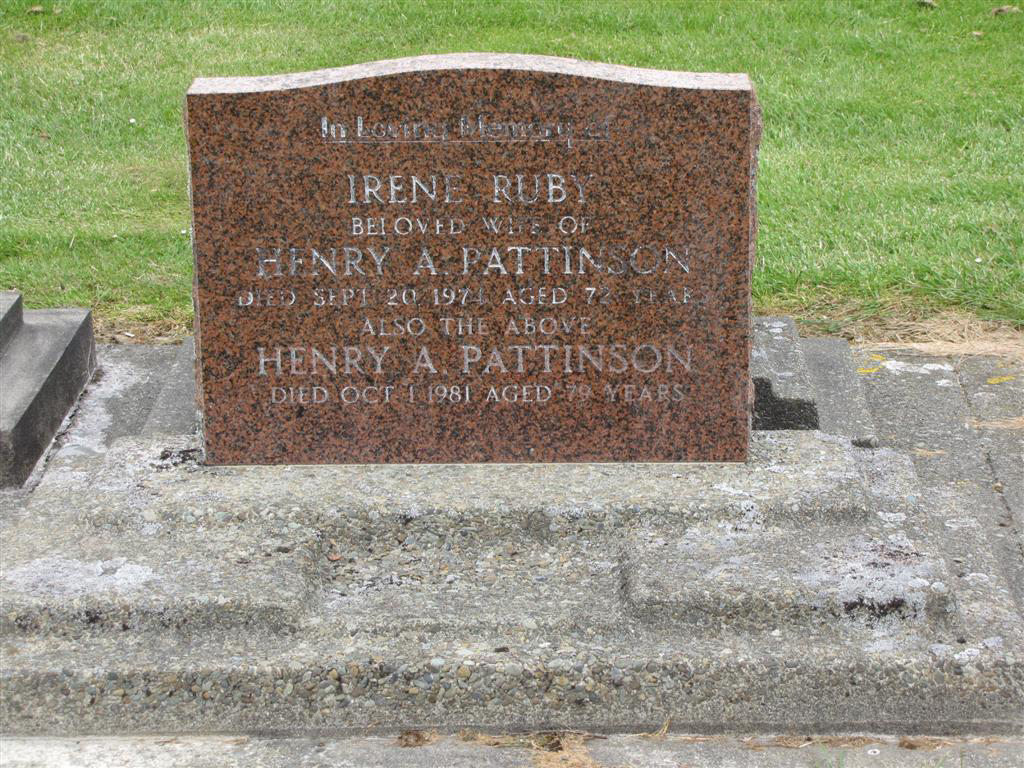 In Loving Memory of
IRENE RUBY
BELOVED WIFE OF
HENRY A. PATTINSON
DIED SEPT 20 1974 AGED 72 YEARS
ALSO THE ABOVE
HENRY A PATTINSON
DIED OCT 1 1981 AGED 79 YEARS